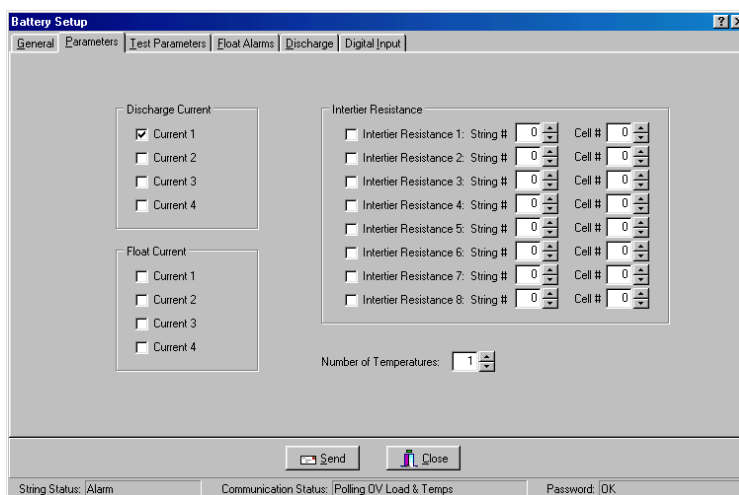 Battery Setup
General Parameters Test Parameters Float Alarms Discharge Digital Input
Discharge Current
Current 1
Current 2
Current 3
Current 4
Float Current
Current 1
Current 2
Current 3
Current 4
Intertier Resistance
Intertier Resistance 1: String # 0 Cell # 0
Intertier Resistance 2: String # 0 Cell # 0
Intertier Resistance 3: String # 0 Cell # 0
Intertier Resistance 4: String # 0 Cell # 0
Intertier Resistance 5: String # 0 Cell # 0
Intertier Resistance 6: String # 0 Cell # 0
Intertier Resistance 7: String # 0 Cell # 0
Intertier Resistance 8: String # 0 Cell # 0
Number of Temperatures: 1
Send Close
String Status: Alarm Communication Status: Polling OV Load & Temps Password: OK